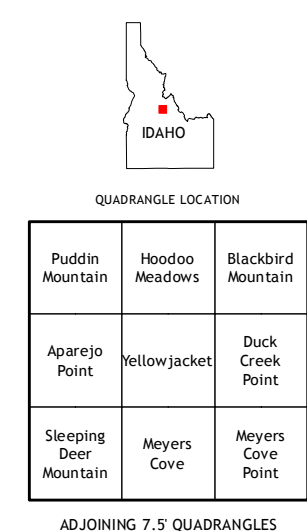 IDAHO
QUADRANGLE LOCATION
Puddin
Mountain
Hoodoo
Meadows
Blackbird
Mountain
Aparejo
Point
Yellowjacket
Duck
Creek
Point
Sleeping
Deer
Mountain
Meyers
Cove
Meyers
Cove
Point
ADJOINING 7.5' QUADRANGLES